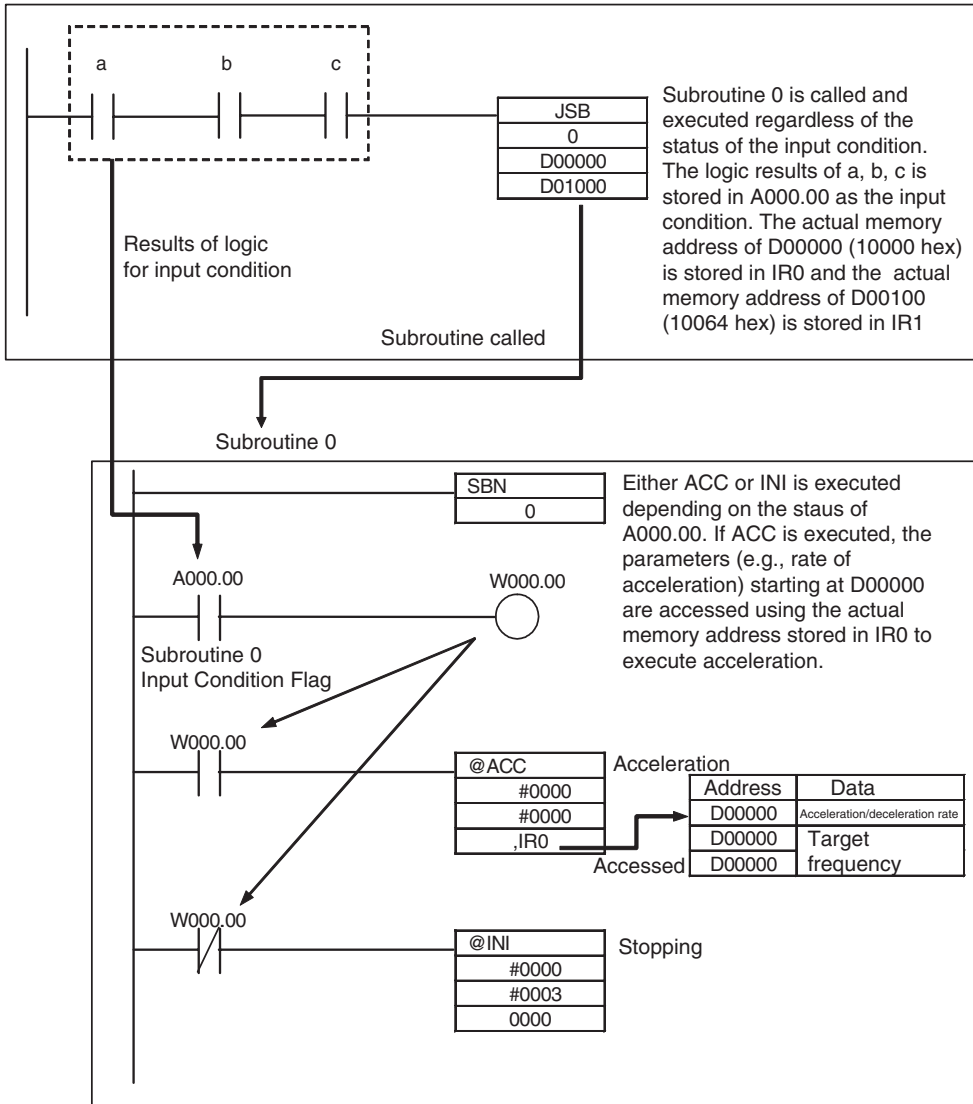 a
b
c
JSB
0
D00000
D01000
Subroutine 0 is called and
executed regardless of the
status of the input condition.
The logic results of a, b, c is
stored in A000.00 as the input
condition. The actual memory
address of D00000 (10000 hex)
is stored in IR0 and the actual
memory address of D00100
(10064 hex) is stored in IR1
Results of logic
for input condition
Subroutine called
Subroutine 0
SBN
0
Either ACC or INI is executed
depending on the staus of
A000.00. If ACC is executed, the
parameters (e.g., rate of
acceleration) starting at D00000
are accessed using the actual
memory address stored in IR0 to
execute acceleration.
A000.00
W000.00
Subroutine 0
Input Condition Flag
W000.00
@ACC
#0000
#0000
,IR0
Acceleration
Accessed
Address Data
D00000 Acceleration/deceleration rate
D00000 Target
D00000 frequency
W000.00
@INI
#0000
#0003
0000
Stopping